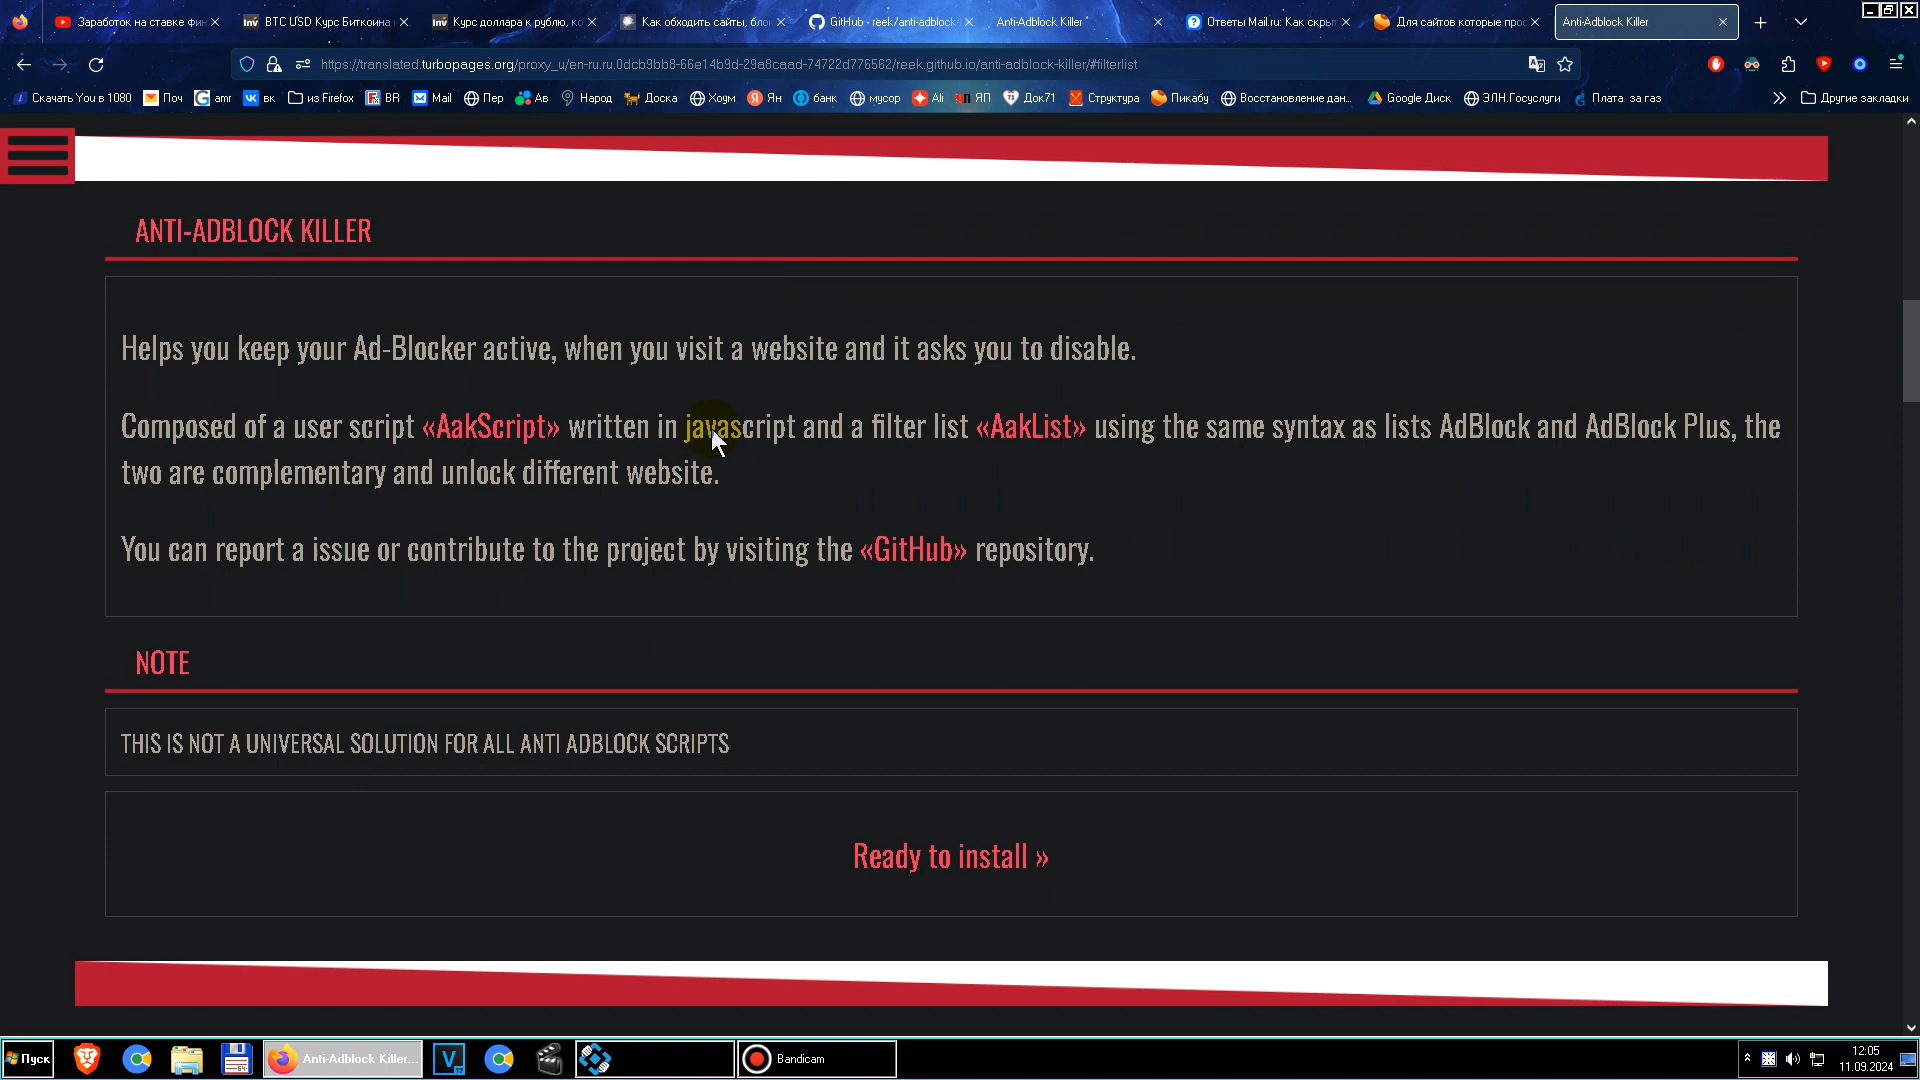 Заработок на ставке фин
BTC USD Курс Биткоина
Курс доллара к рублю, ко
Как обходить сайты, бло
GitHub - reek/anti-adblock-
Anti-Adblock Killer
Ответы Mail.ru: Как скрыт
Для сайтов которые прос
Anti-Adblock Killer
https://translated.turbopages.org/proxy_u/en-ru.ru.0dcb9bb8-66e14b9d-29a8caad-74722d776562/reek.github.io/anti-adblock-killer/#filterlist
Скачать You в 1080
Поч
amr
вк
из Firefox
BR
Mail
Пер
Ав
Народ
Доска
Хоум
Ян
банк
мусор
Ali
ЯП
Док71
Структура
Пикабу
Восстановление дан...
Google Диск
ЭЛН.Госуслуги
Плата за газ
Другие закладки
ANTI-ADBLOCK KILLER
Helps you keep your Ad-Blocker active, when you visit a website and it asks you to disable.
Composed of a user script «AakScript» written in javascript and a filter list «AakList» using the same syntax as lists AdBlock and AdBlock Plus, the
two are complementary and unlock different website.
You can report a issue or contribute to the project by visiting the «GitHub» repository.
NOTE
THIS IS NOT A UNIVERSAL SOLUTION FOR ALL ANTI ADBLOCK SCRIPTS
Ready to install »
Пуск
Anti-Adblock Killer...
Bandicam
12:05
11.09.2024